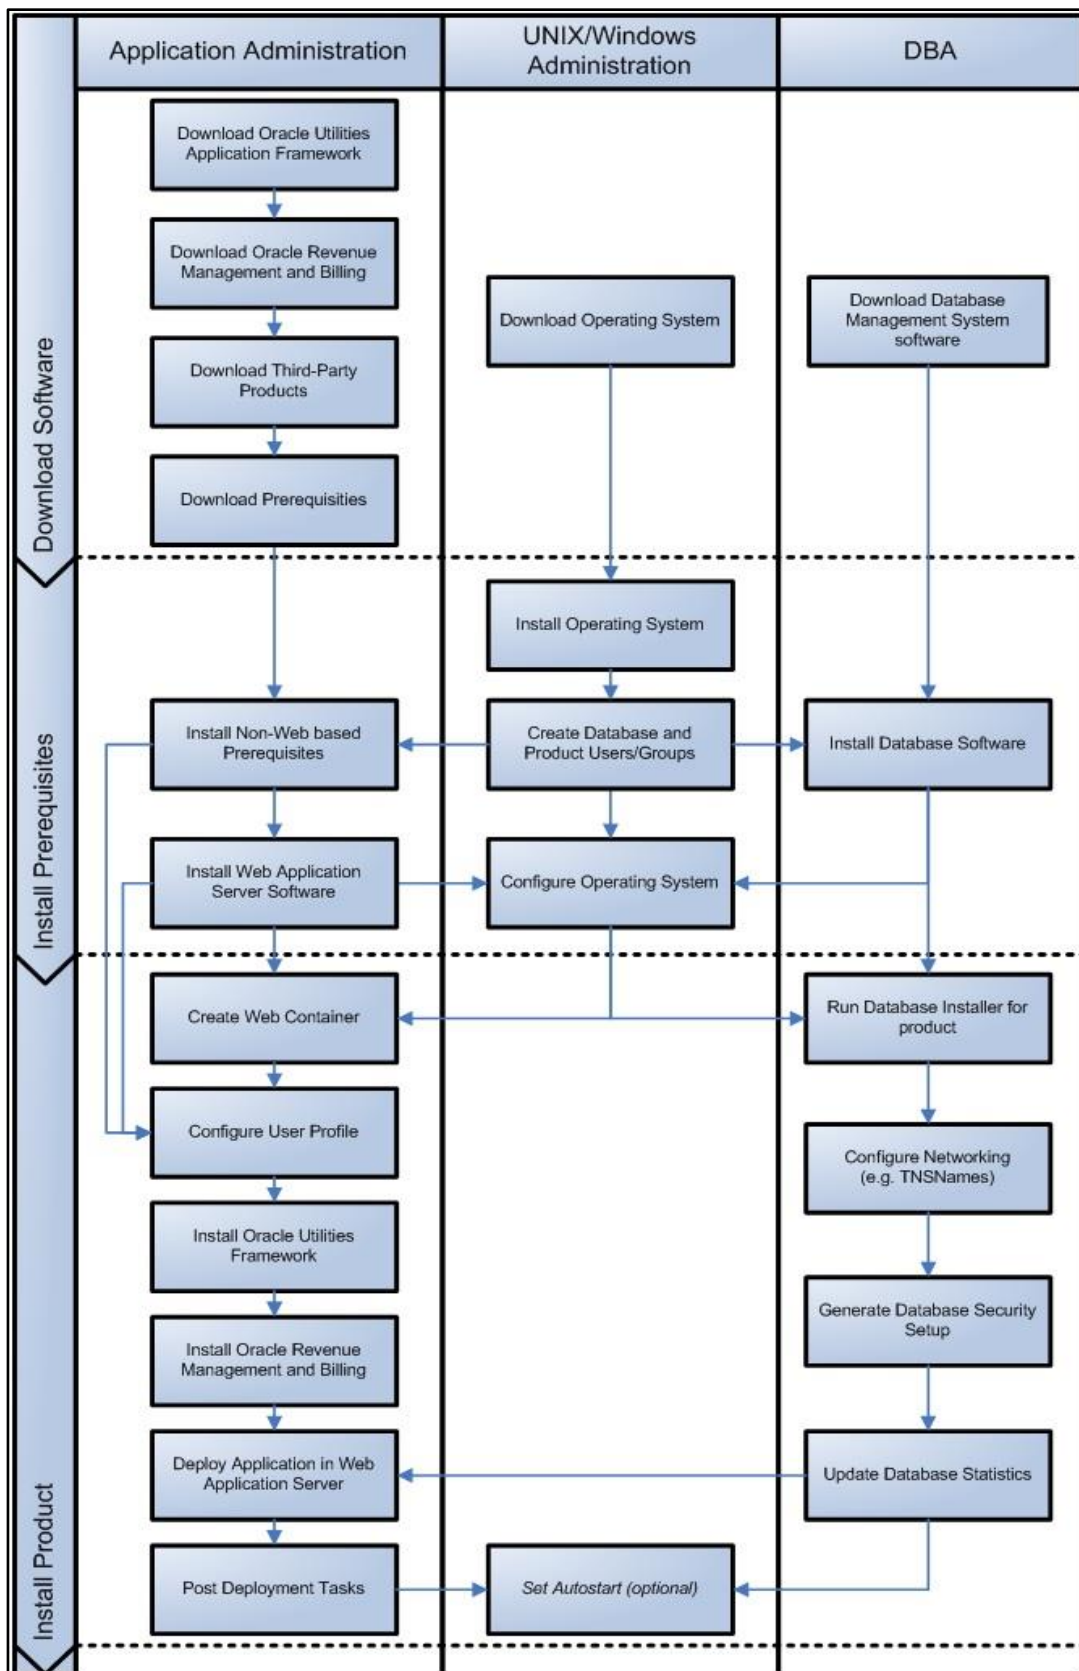 Application Administration
UNIX/Windows
Administration
DBA
Download Software
Download Oracle Utilities
Application Framework
Download Oracle Revenue
Management and Billing
Download Third-Party
Products
Download Prerequisities
Download Operating System
Download Database
Management System
software
Install Prerequisites
Install Operating System
Install Non-Web based
Prerequisites
Create Database and
Product Users/Groups
Install Database Software
Install Web Application
Server Software
Configure Operating System
Install Product
Create Web Container
Run Database Installer for
product
Configure User Profile
Configure Networking
(e.g. TNSNames)
Install Oracle Utilities
Framework
Generate Database Security
Setup
Install Oracle Revenue
Management and Billing
Deploy Application in Web
Application Server
Update Database Statistics
Post Deployment Tasks
Set Autostart (optional)